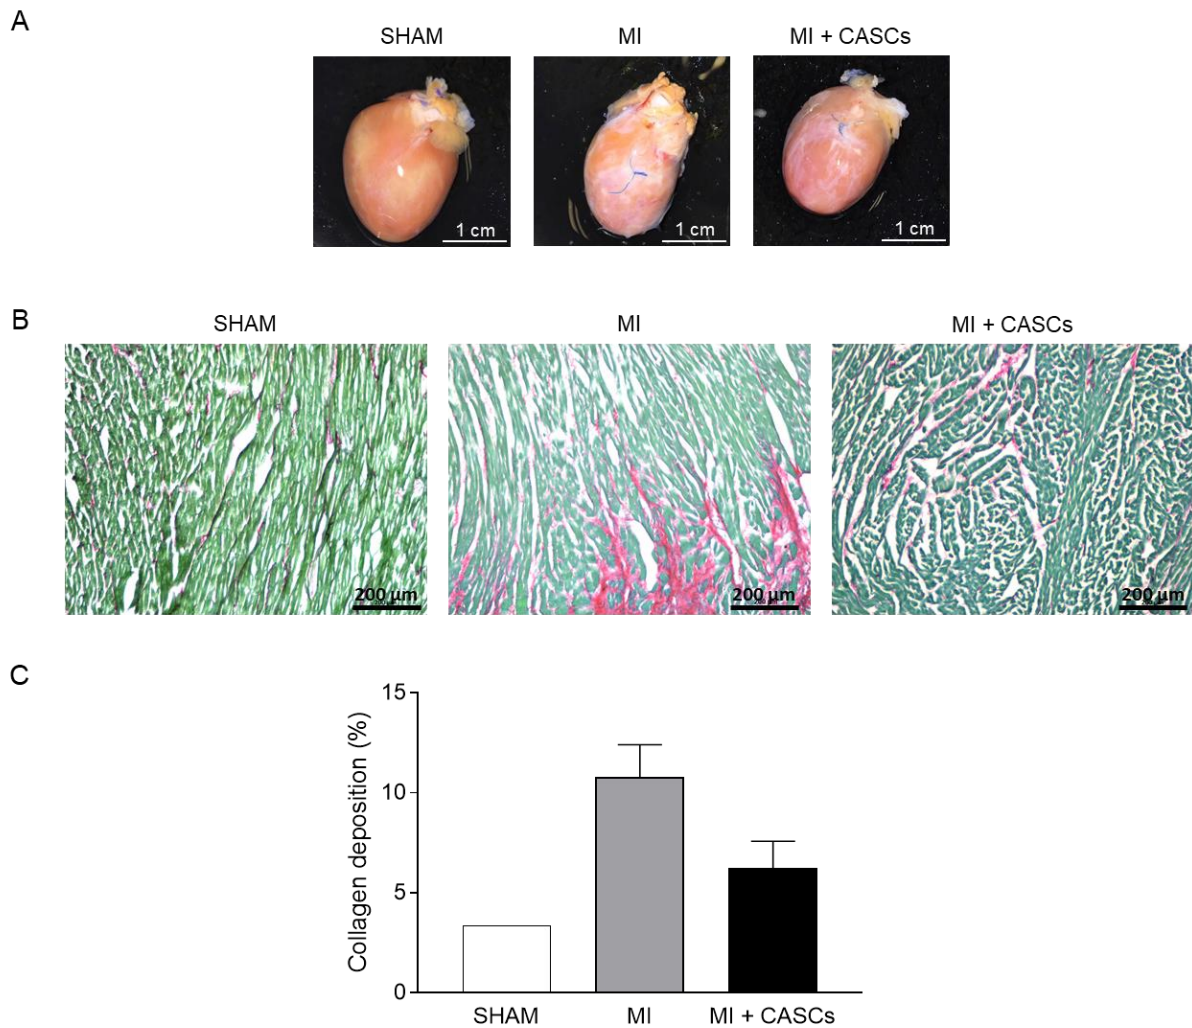 A
SHAM MI MI + CASCs
1 cm 1 cm 1 cm
B
SHAM MI MI + CASCs
200 µm 200 µm 200 µm
C
Collagen deposition (%)
15
10
5
0
SHAM MI MI + CASCs